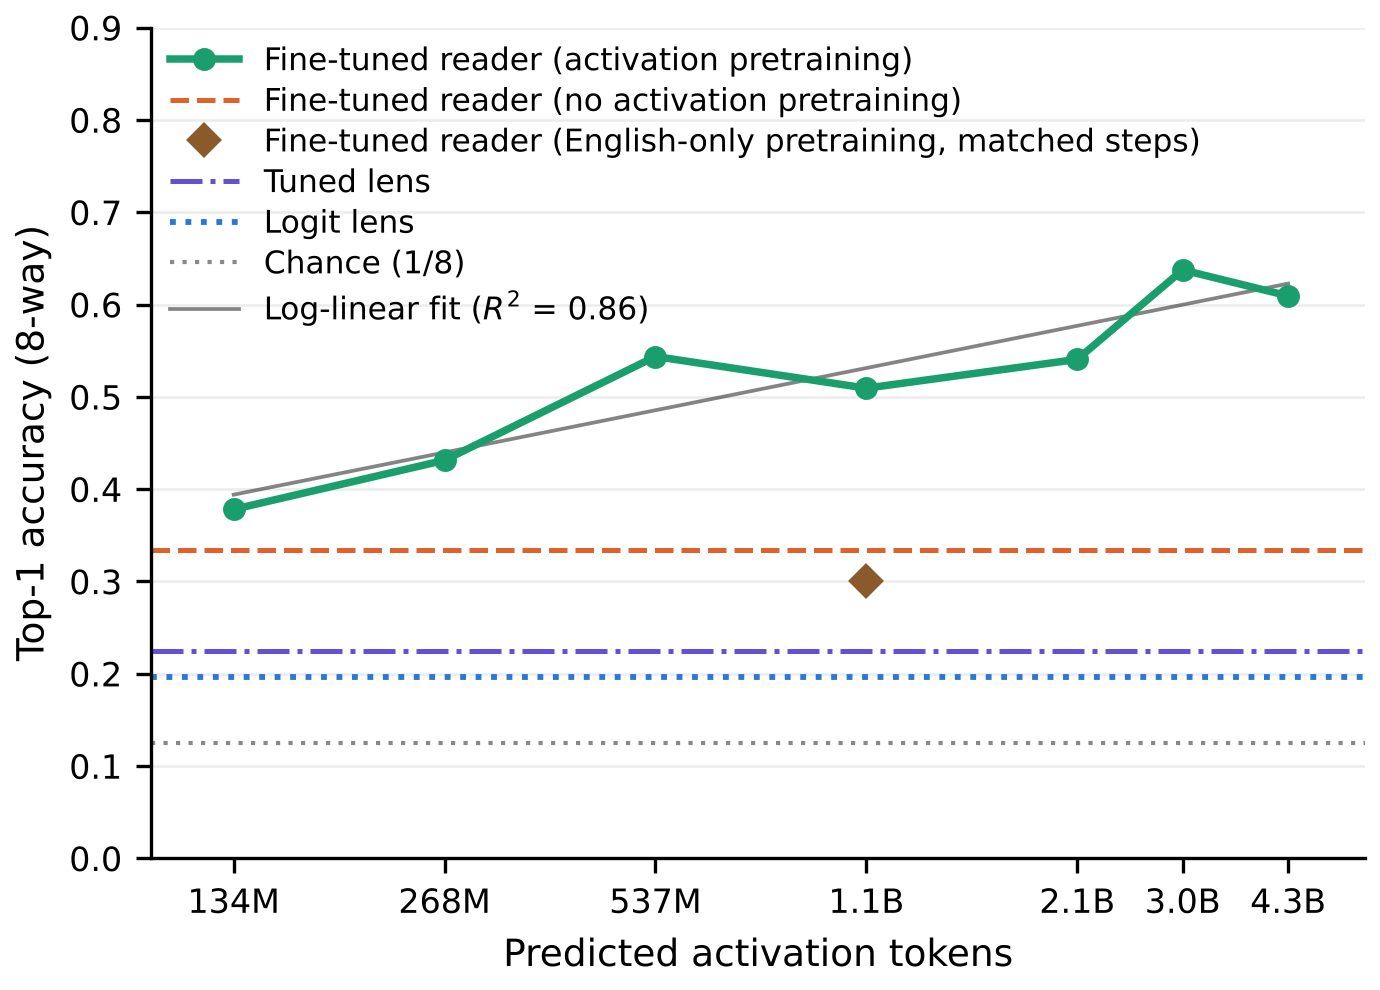 Fine-tuned reader (activation pretraining)
Fine-tuned reader (no activation pretraining)
Fine-tuned reader (English-only pretraining, matched steps)
Tuned lens
Logit lens
Chance (1/8)
Log-linear fit (R² = 0.86)
Top-1 accuracy (8-way)
0.9
0.8
0.7
0.6
0.5
0.4
0.3
0.2
0.1
0.0
134M 268M 537M 1.1B 2.1B 3.0B 4.3B
Predicted activation tokens